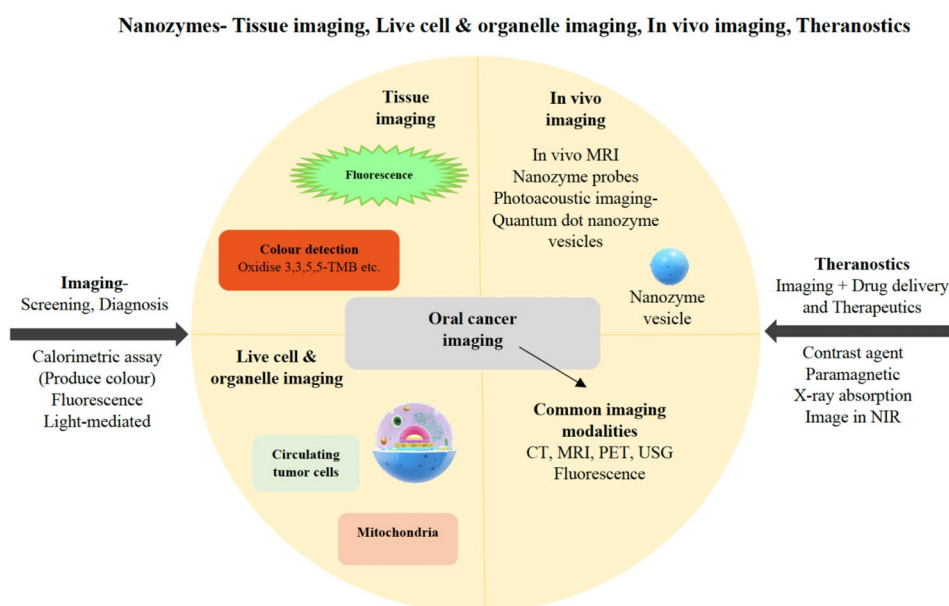 Nanozymes- Tissue imaging, Live cell & organelle imaging, In vivo imaging, Theranostics
Tissue
imaging
Fluorescence
Colour detection
Oxidise 3,3,5,5-TMB etc.
In vivo
imaging
In vivo MRI
Nanozyme probes
Photoacoustic imaging-
Quantum dot nanozyme
vesicles
Nanozyme
vesicle
Imaging-
Screening, Diagnosis
Calorimetric assay
(Produce colour)
Fluorescence
Light-mediated
Oral cancer
imaging
Theranostics
Imaging + Drug delivery
and Therapeutics
Contrast agent
Paramagnetic
X-ray absorption
Image in NIR
Live cell &
organelle imaging
Circulating
tumor cells
Mitochondria
Common imaging
modalities
CT, MRI, PET, USG
Fluorescence